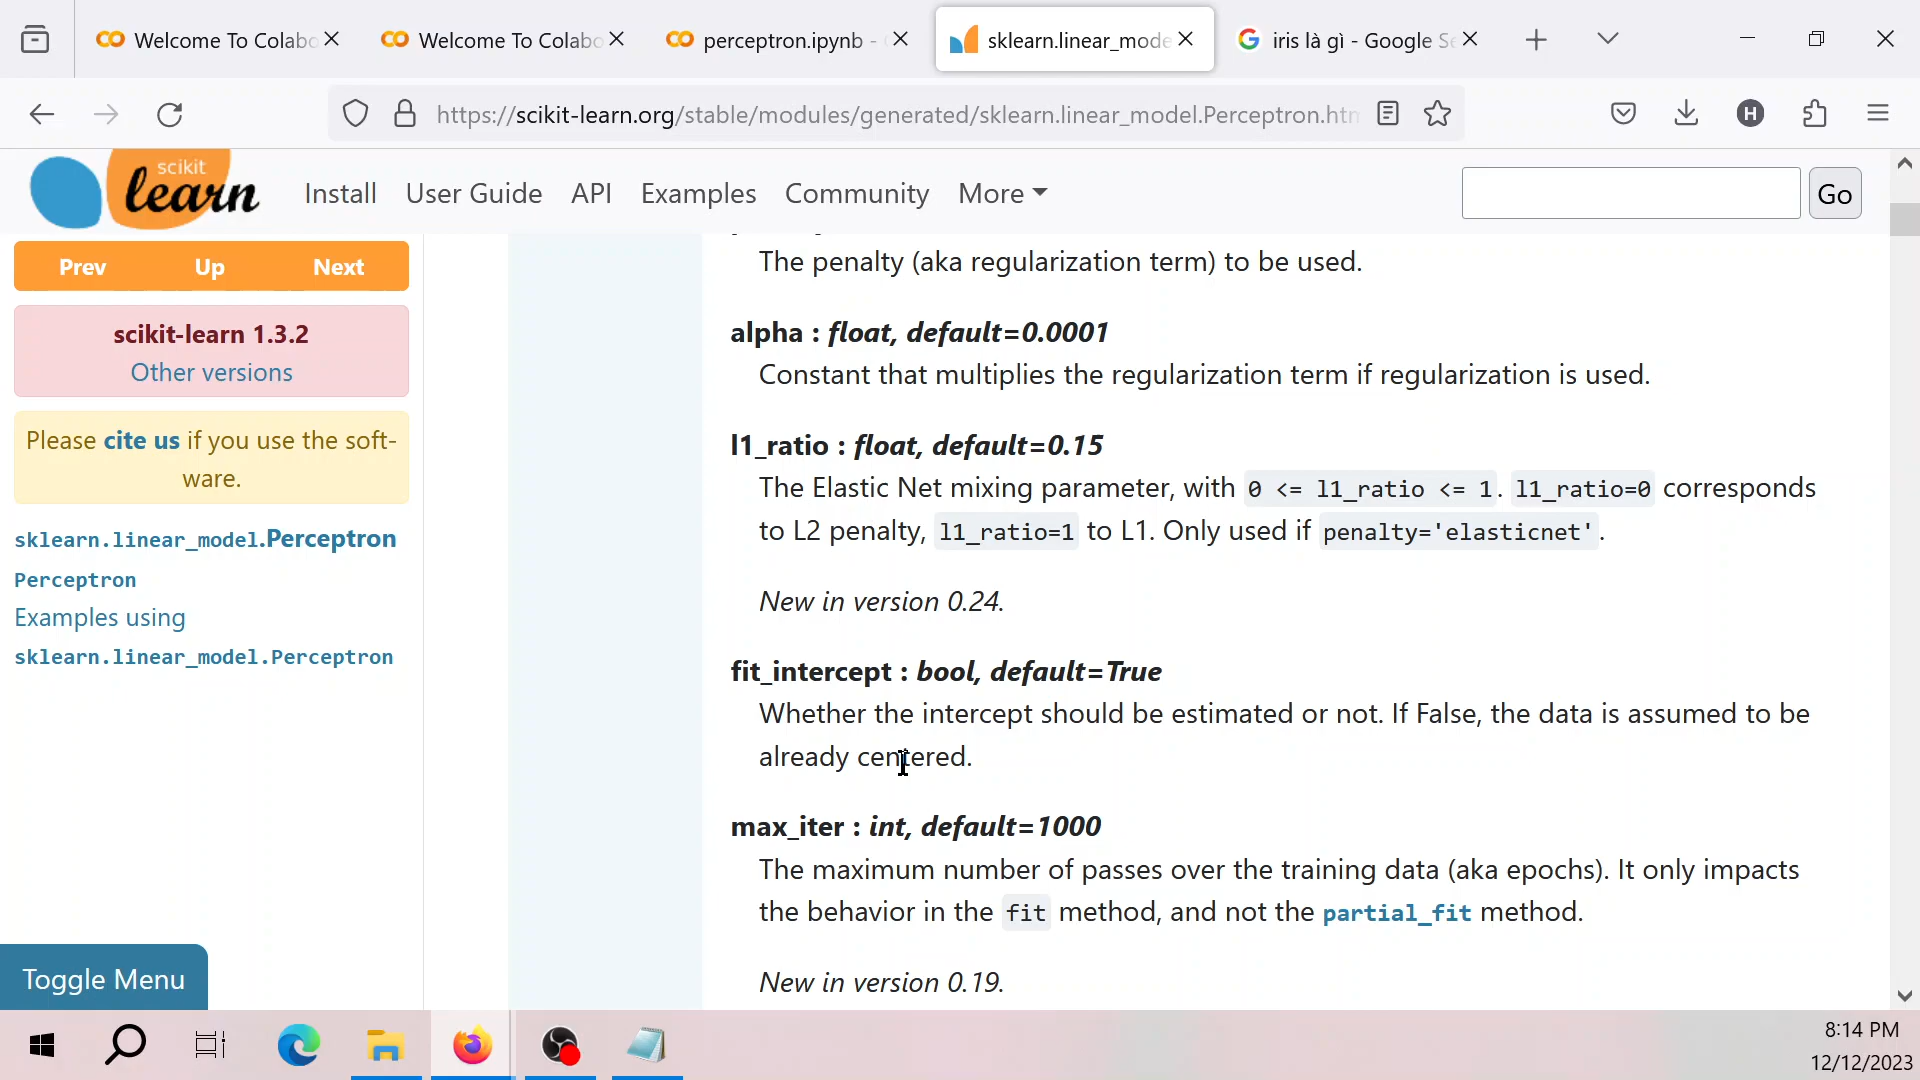 Welcome To Colabo
Welcome To Colabo
perceptron.ipynb -
sklearn.linear_mode
iris là gì - Google Se
https://scikit-learn.org/stable/modules/generated/sklearn.linear_model.Perceptron.htm
H
scikit
learn
Install
User Guide
API
Examples
Community
More
Go
Prev
Up
Next
scikit-learn 1.3.2
Other versions
Please cite us if you use the soft-
ware.
sklearn.linear_model.Perceptron
Perceptron
Examples using
sklearn.linear_model.Perceptron
Toggle Menu
The penalty (aka regularization term) to be used.
alpha : float, default=0.0001
Constant that multiplies the regularization term if regularization is used.
l1_ratio : float, default=0.15
The Elastic Net mixing parameter, with 0 <= l1_ratio <= 1. l1_ratio=0 corresponds
to L2 penalty, l1_ratio=1 to L1. Only used if penalty='elasticnet'.
New in version 0.24.
fit_intercept : bool, default=True
Whether the intercept should be estimated or not. If False, the data is assumed to be
already centered.
max_iter : int, default=1000
The maximum number of passes over the training data (aka epochs). It only impacts
the behavior in the fit method, and not the partial_fit method.
New in version 0.19.
8:14 PM
12/12/2023